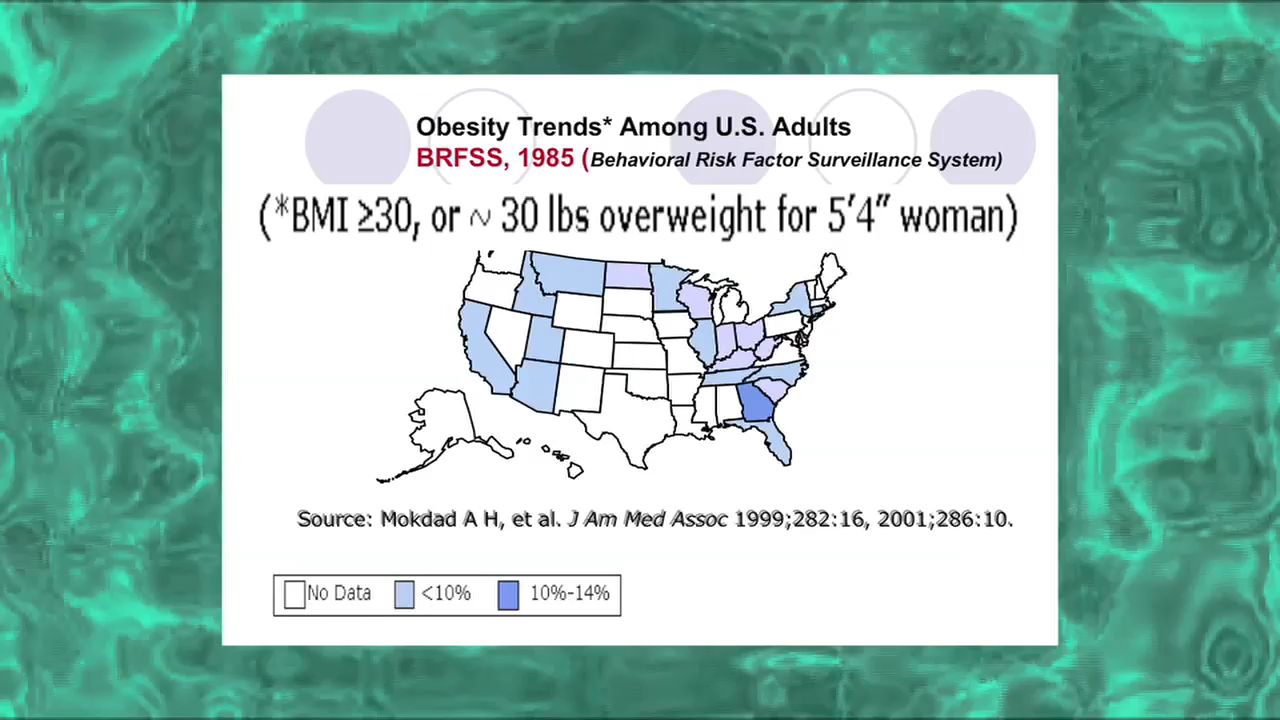 Obesity Trends* Among U.S. Adults
BRFSS, 1985 (Behavioral Risk Factor Surveillance System)
(*BMI ≥30, or ~ 30 lbs overweight for 5′4″ woman)
Source: Mokdad A H, et al. J Am Med Assoc 1999;282:16, 2001;286:10.
No Data <10% 10%-14%